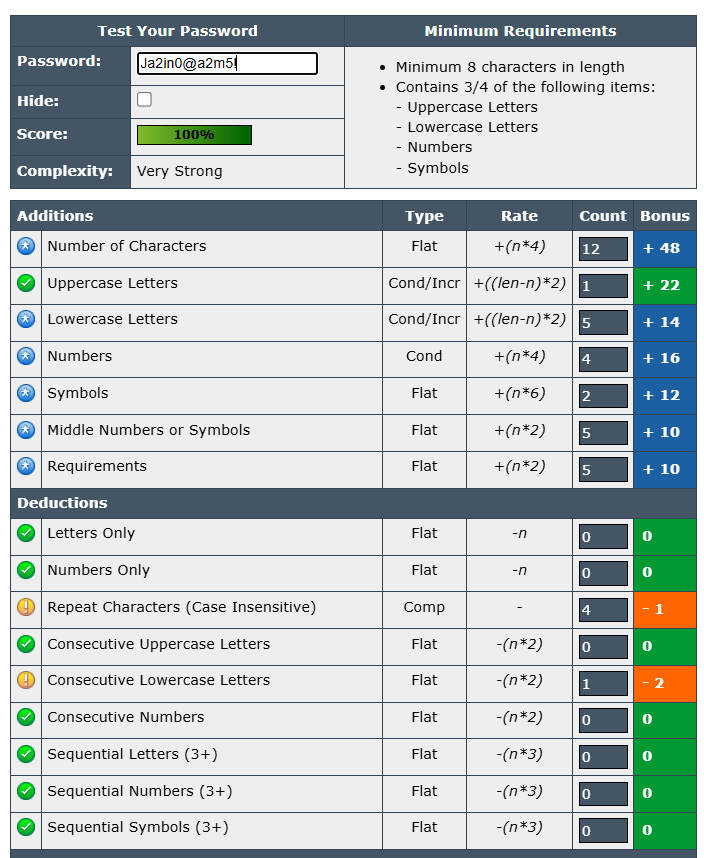 Test Your Password
Minimum Requirements
Password:
Ja2in0@a2m5!
Hide:
Score:
100%
Complexity:
Very Strong
• Minimum 8 characters in length
• Contains 3/4 of the following items:
- Uppercase Letters
- Lowercase Letters
- Numbers
- Symbols
Additions Type Rate Count Bonus
Number of Characters Flat +(n*4) 12 + 48
Uppercase Letters Cond/Incr +((len-n)*2) 1 + 22
Lowercase Letters Cond/Incr +((len-n)*2) 5 + 14
Numbers Cond +(n*4) 4 + 16
Symbols Flat +(n*6) 2 + 12
Middle Numbers or Symbols Flat +(n*2) 5 + 10
Requirements Flat +(n*2) 5 + 10
Deductions
Letters Only Flat -n 0 0
Numbers Only Flat -n 0 0
Repeat Characters (Case Insensitive) Comp - 4 - 1
Consecutive Uppercase Letters Flat -(n*2) 0 0
Consecutive Lowercase Letters Flat -(n*2) 1 - 2
Consecutive Numbers Flat -(n*2) 0 0
Sequential Letters (3+) Flat -(n*3) 0 0
Sequential Numbers (3+) Flat -(n*3) 0 0
Sequential Symbols (3+) Flat -(n*3) 0 0